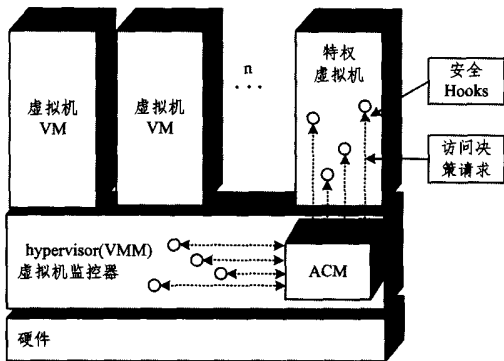 虚拟机
VM
虚拟机
VM
n
...
特权
虚拟机
安全
Hooks
访问决
策请求
hypervisor(VMM)
虚拟机监控器
ACM
硬件